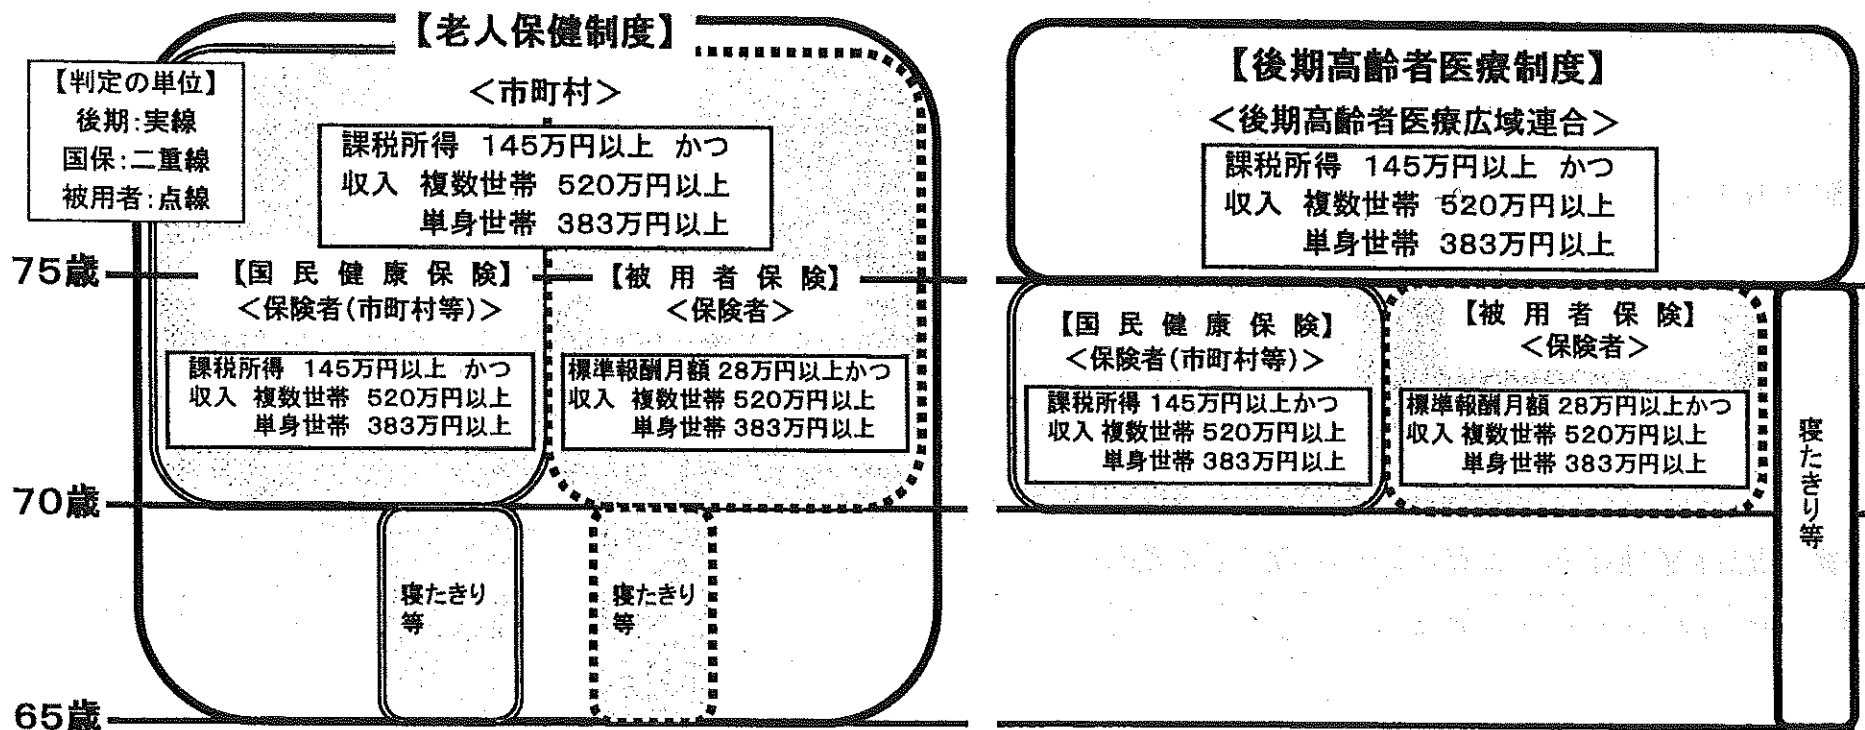 【老人保健制度】
【判定の単位】
後期:実線
国保:二重線
被用者:点線
<市町村>
課税所得 145万円以上 かつ
収入 複数世帯 520万円以上
単身世帯 383万円以上
75歳
【国民健康保険】
<保険者(市町村等)>
課税所得 145万円以上 かつ
収入 複数世帯 520万円以上
単身世帯 383万円以上
【被用者保険】
<保険者>
標準報酬月額 28万円以上かつ
収入 複数世帯 520万円以上
単身世帯 383万円以上
70歳
寝たきり
等
寝たきり
等
65歳
【後期高齢者医療制度】
<後期高齢者医療広域連合>
課税所得 145万円以上 かつ
収入 複数世帯 520万円以上
単身世帯 383万円以上
【国民健康保険】
<保険者(市町村等)>
課税所得 145万円以上かつ
収入 複数世帯 520万円以上
単身世帯 383万円以上
【被用者保険】
<保険者>
標準報酬月額 28万円以上かつ
収入 複数世帯 520万円以上
単身世帯 383万円以上
寝たきり等